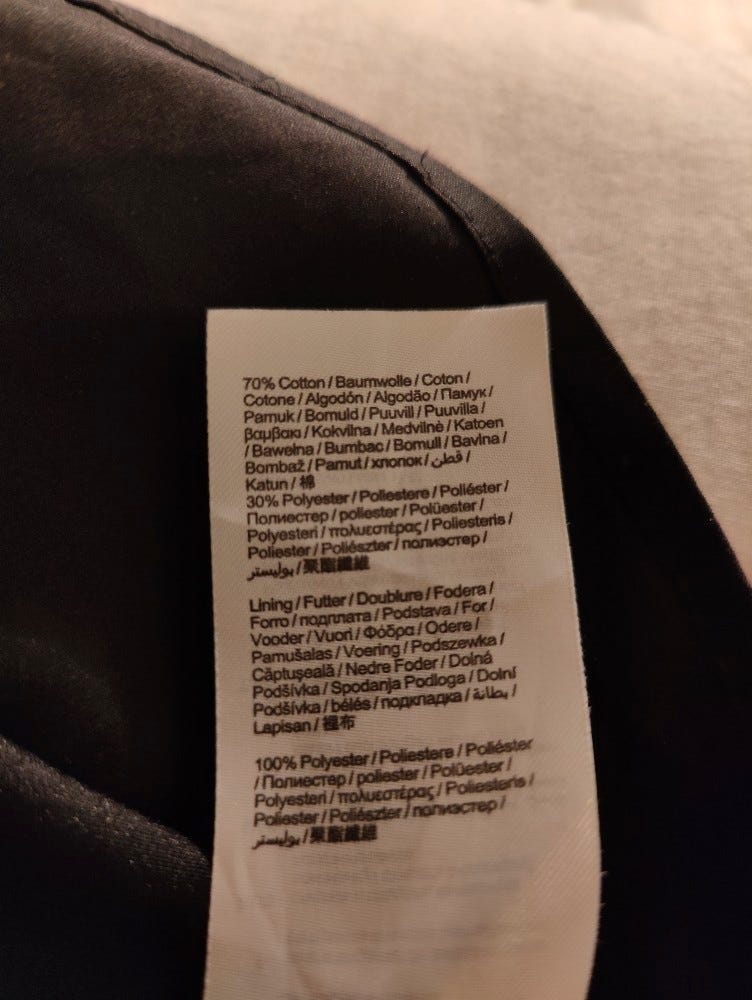 70% Cotton / Baumwolle / Coton /
Cotone / Algodón / Algodão / Памук /
Pamuk / Bomuld / Puuvill / Puuvilla /
βαμβακι / Kokvilna / Medvilnė / Katoen
/ Bawełna / Bumbac / Bomull / Bavlna /
Bombaž / Pamut / хлопок / قطن /
Katun / 棉
30% Polyester / Poliestere / Poliéster /
Полиестер / poliester / Polüester /
Polyesteri / πολυεστέρας / Poliesteris /
Poliester / Poliészter / полиэстер /
بوليستر / 聚酯纖維
Lining / Futter / Doublure / Fodera /
Forro / подплата / Podstava / For /
Vooder / Vuori / Φόδρα / Odere /
Pamušalas / Voering / Podszewka /
Căptuşeală / Nedre Foder / Dolná
Podšívka / Spodanja Podloga / Dolní
Podšívka / bélés / подкладка / بطانة /
Lapisan / 裡布
100% Polyester / Poliestere / Poliéster
/ Полиестер / poliester / Polüester /
Polyesteri / πολυεστέρας / Poliesteris /
Poliester / Poliészter / полиэстер /
بوليستر / 聚酯纖維